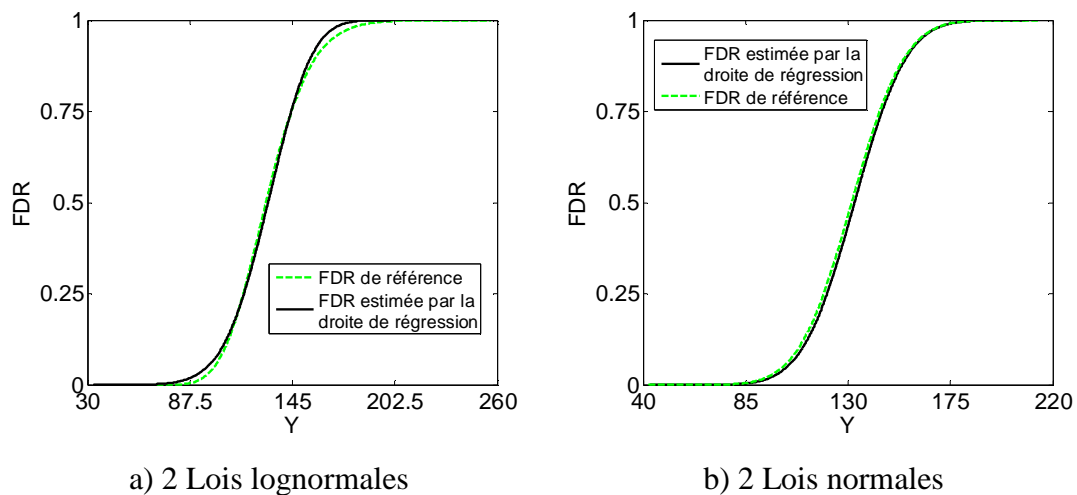 1
0.75
0.5
0.25
0
FDR
FDR de référence
FDR estimée par la
droite de régression
30 87.5 145 202.5 260
Y
a) 2 Lois lognormales
1
0.75
0.5
0.25
0
FDR
FDR estimée par la
droite de régression
FDR de référence
40 85 130 175 220
Y
b) 2 Lois normales